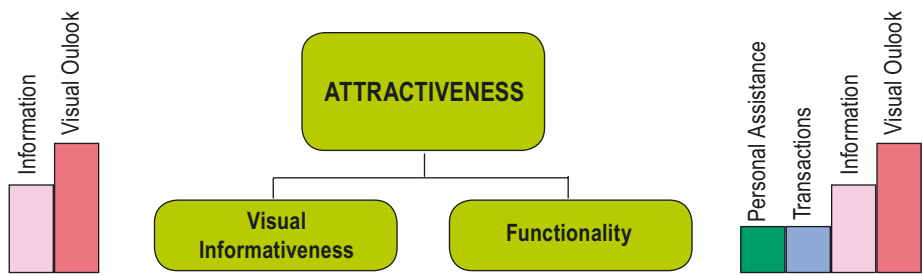 Information
Visual Oulook
ATTRACTIVENESS
Visual
Informativeness
Functionality
Personal Assistance
Transactions
Information
Visual Oulook